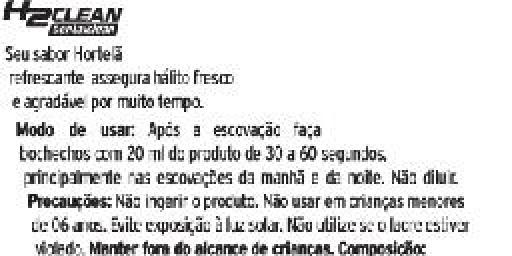 H2CLEAN
Seu sabor Hortelã
refrescante assegura hálito fresco
e agradável por muito tempo.
Modo de usar: Após a escovação faça
bochechos com 20 ml do produto de 30 a 60 segundos,
principalmente nas escovações da manhã e da noite. Não diluir.
Precauções: Não ingerir o produto. Não usar em crianças menores
de 06 anos. Evite exposição à luz solar. Não utilize se o lacre estiver
violado. Manter fora do alcance de crianças. Composição: